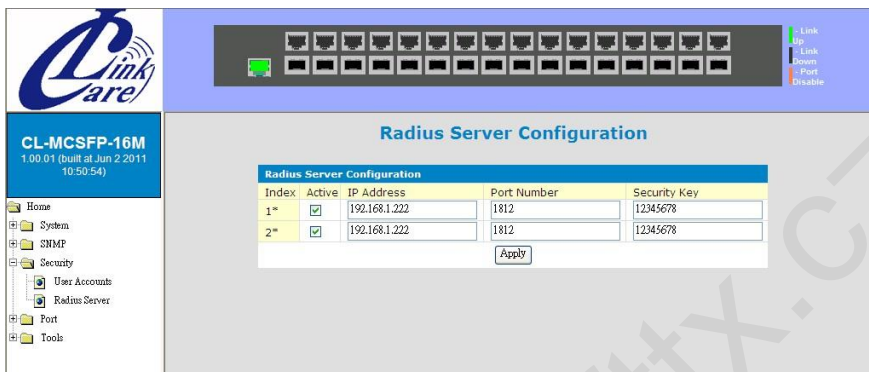 Link
Care
- Link
Up
- Link
Down
- Port
Disable
CL-MCSFP-16M
1.00.01 (built at Jun 2 2011
10:50:54)
Home
System
SNMP
Security
User Accounts
Radius Server
Port
Tools
Radius Server Configuration
Radius Server Configuration
Index Active IP Address Port Number Security Key
1* 192.168.1.222 1812 12345678
2* 192.168.1.222 1812 12345678
Apply